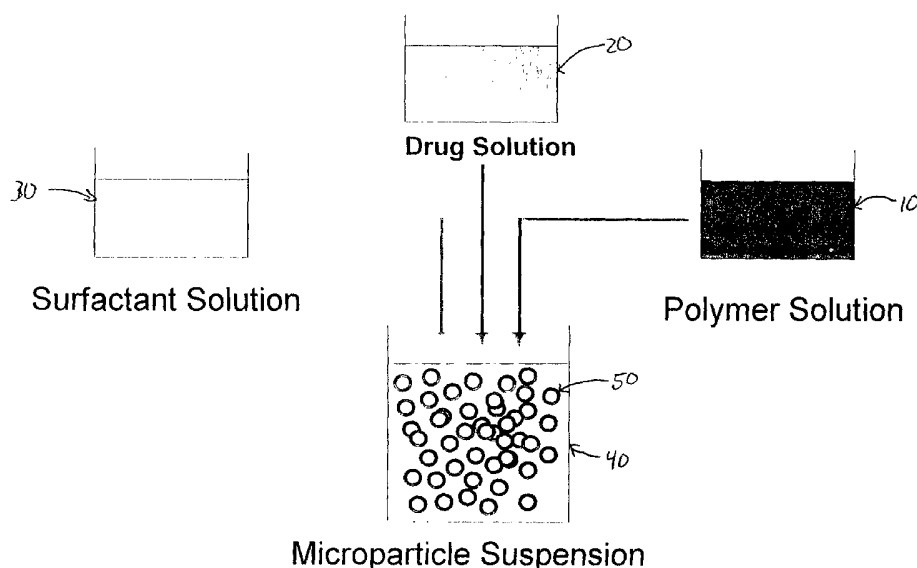 20
Drug Solution
30
10
Surfactant Solution
Polymer Solution
50
40
Microparticle Suspension